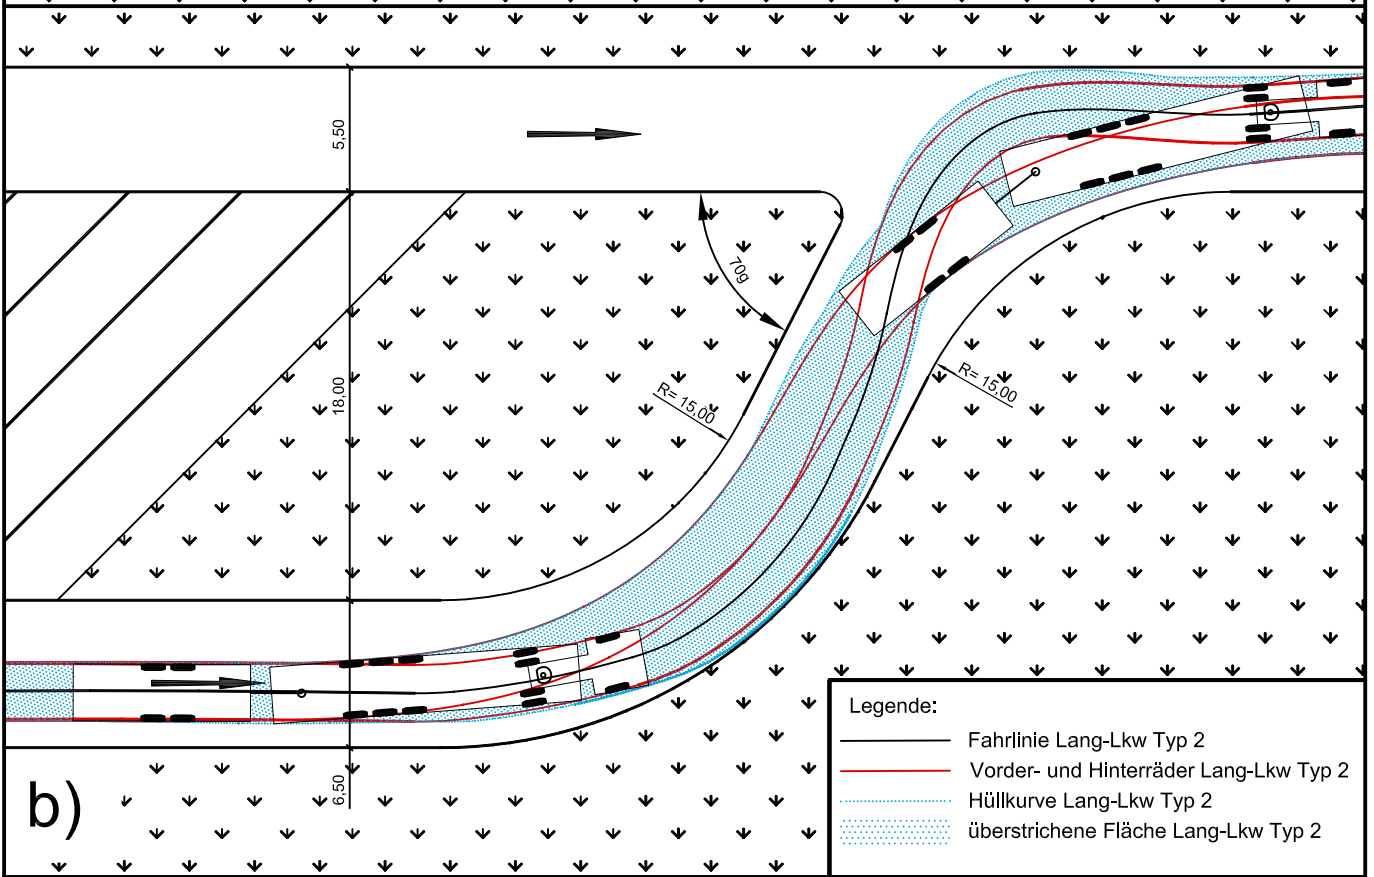 5,50
70g
R= 15,00
R= 15,00
18,00
6,50
b)
Legende:
Fahrlinie Lang-Lkw Typ 2
Vorder- und Hinterräder Lang-Lkw Typ 2
Hüllkurve Lang-Lkw Typ 2
überstrichene Fläche Lang-Lkw Typ 2